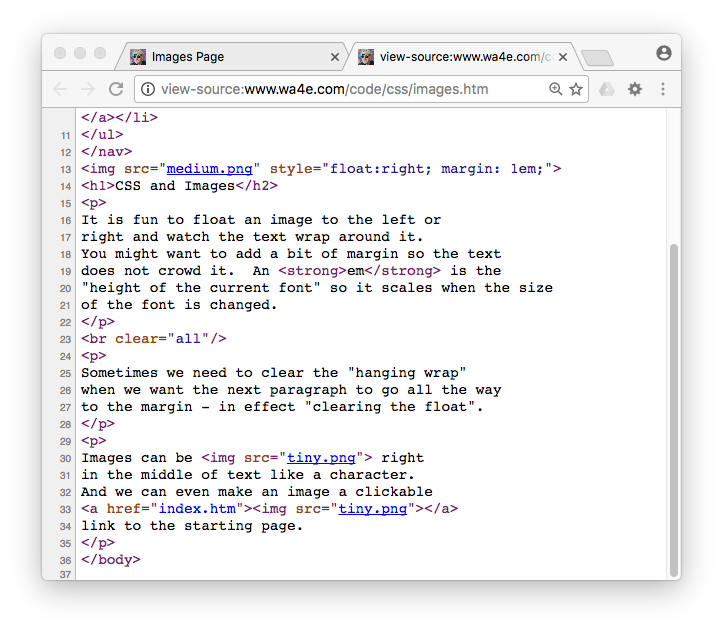 Images Page
view-source:www.wa4e.com/c
view-source:www.wa4e.com/code/css/images.htm
</a></li>
11 </ul>
12 </nav>
13 <img src="medium.png" style="float:right; margin: 1em;">
14 <h1>CSS and Images</h2>
15 <p>
16 It is fun to float an image to the left or
17 right and watch the text wrap around it.
18 You might want to add a bit of margin so the text
19 does not crowd it.  An <strong>em</strong> is the
20 "height of the current font" so it scales when the size
21 of the font is changed.
22 </p>
23 <br clear="all"/>
24 <p>
25 Sometimes we need to clear the "hanging wrap"
26 when we want the next paragraph to go all the way
27 to the margin - in effect "clearing the float".
28 </p>
29 <p>
30 Images can be <img src="tiny.png"> right
31 in the middle of text like a character.
32 And we can even make an image a clickable
33 <a href="index.htm"><img src="tiny.png"></a>
34 link to the starting page.
35 </p>
36 </body>
37